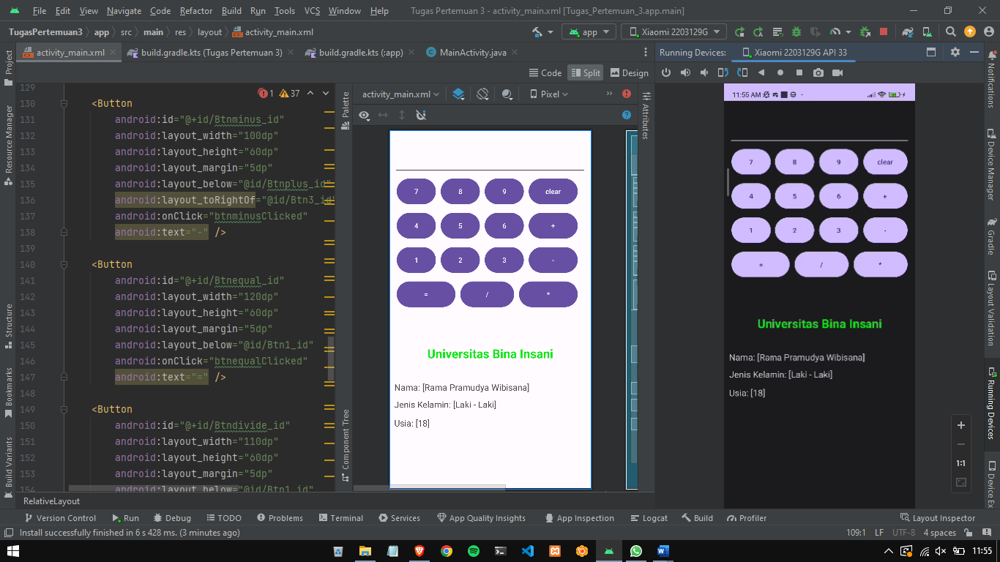 File Edit View Navigate Code Refactor Build Run Tools VCS Window Help Tugas Pertemuan 3 - activity_main.xml [Tugas_Pertemuan_3.app.main]
TugasPertemuan3 app src main res layout activity_main.xml app Xiaomi 2203129G
activity_main.xml build.gradle.kts (Tugas Pertemuan 3) build.gradle.kts (:app) MainActivity.java Running Devices: Xiaomi 2203129G API 33
Code Split Design
129
130 <Button
131 android:id="@+id/Btnminus_id"
132 android:layout_width="100dp"
133 android:layout_height="60dp"
134 android:layout_margin="5dp"
135 android:layout_below="@id/Btnplus_id"
136 android:layout_toRightOf="@id/Btn3_id"
137 android:onClick="btnminusClicked"
138 android:text="-" />
139
140 <Button
141 android:id="@+id/Btnequal_id"
142 android:layout_width="120dp"
143 android:layout_height="60dp"
144 android:layout_margin="5dp"
145 android:layout_below="@id/Btn1_id"
146 android:onClick="btnequalClicked"
147 android:text="=" />
148
149 <Button
150 android:id="@+id/Btndivide_id"
151 android:layout_width="110dp"
152 android:layout_height="60dp"
153 android:layout_margin="5dp"
154 android:layout_below="@id/Btn1_id"
1 37
RelativeLayout
Project
Resource Manager
Structure
Bookmarks
Build Variants
activity_main.xml Pixel
Palette
Component Tree
Attributes
7 8 9 clear
4 5 6 +
1 2 3 -
= / *
Universitas Bina Insani
Nama: [Rama Pramudya Wibisana]
Jenis Kelamin: [Laki - Laki]
Usia: [18]
11:55 AM
7 8 9 clear
4 5 6 +
1 2 3 -
= / *
Universitas Bina Insani
Nama: [Rama Pramudya Wibisana]
Jenis Kelamin: [Laki - Laki]
Usia: [18]
1:1
Notifications
Device Manager
Gradle
Layout Validation
Running Devices
Device Ex
Version Control Run Debug TODO Problems Terminal Services App Quality Insights App Inspection Logcat Build Profiler Layout Inspector
Install successfully finished in 6 s 428 ms. (3 minutes ago) 109:1 LF UTF-8 4 spaces
11:55